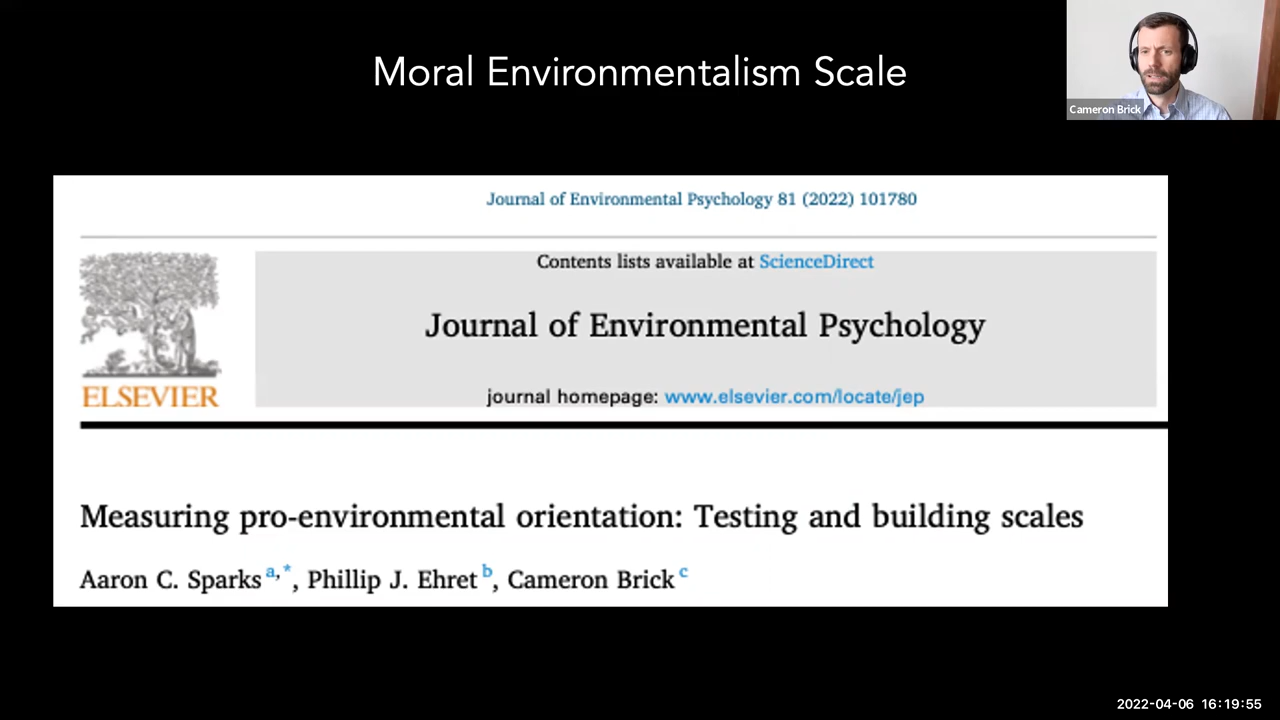 Moral Environmentalism Scale
Cameron Brick
Journal of Environmental Psychology 81 (2022) 101780
Contents lists available at ScienceDirect
Journal of Environmental Psychology
journal homepage: www.elsevier.com/locate/jep
ELSEVIER
Measuring pro-environmental orientation: Testing and building scales
Aaron C. Sparks a,*, Phillip J. Ehret b, Cameron Brick c
2022-04-06 16:19:55